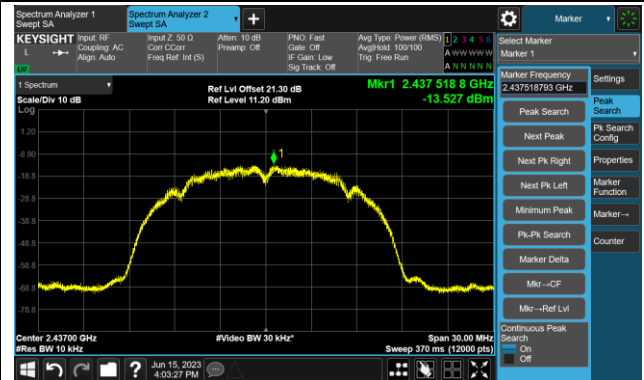 Spectrum Analyzer 1
Swept SA
Spectrum Analyzer 2
Swept SA
Marker
KEYSIGHT
L
Input: RF
Coupling: AC
Align: Auto
Input Z: 50 Ω
Corr CCorr
Freq Ref: Int (S)
Atten: 10 dB
Preamp: Off
PNO: Fast
Gate: Off
IF Gain: Low
Sig Track: Off
Avg Type: Power (RMS)
Avg|Hold: 100/100
Trig: Free Run
1 2 3 4 5 6
A W W W W W
A N N N N N
Select Marker
Marker 1
1 Spectrum
Scale/Div 10 dB
Log
Ref Lvl Offset 21.30 dB
Ref Level 11.20 dBm
Mkr1 2.437 518 8 GHz
-13.527 dBm
1.20
-8.80
-18.8
-28.8
-38.8
-48.8
-58.8
-68.8
-78.8
1
Center 2.43700 GHz
#Res BW 10 kHz
#Video BW 30 kHz*
Span 30.00 MHz
Sweep 370 ms (12000 pts)
Marker Frequency
2.437518793 GHz
Peak Search
Next Peak
Next Pk Right
Next Pk Left
Minimum Peak
Pk-Pk Search
Marker Delta
Mkr→CF
Mkr→Ref Lvl
Continuous Peak
Search
On
Off
Settings
Peak
Search
Pk Search
Config
Properties
Marker
Function
Marker→
Counter
Jun 15, 2023
4:03:27 PM